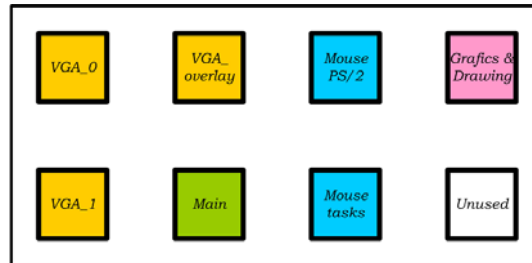 VGA_0
VGA_
overlay
Mouse
PS/2
Grafics &
Drawing
VGA_1
Main
Mouse
tasks
Unused